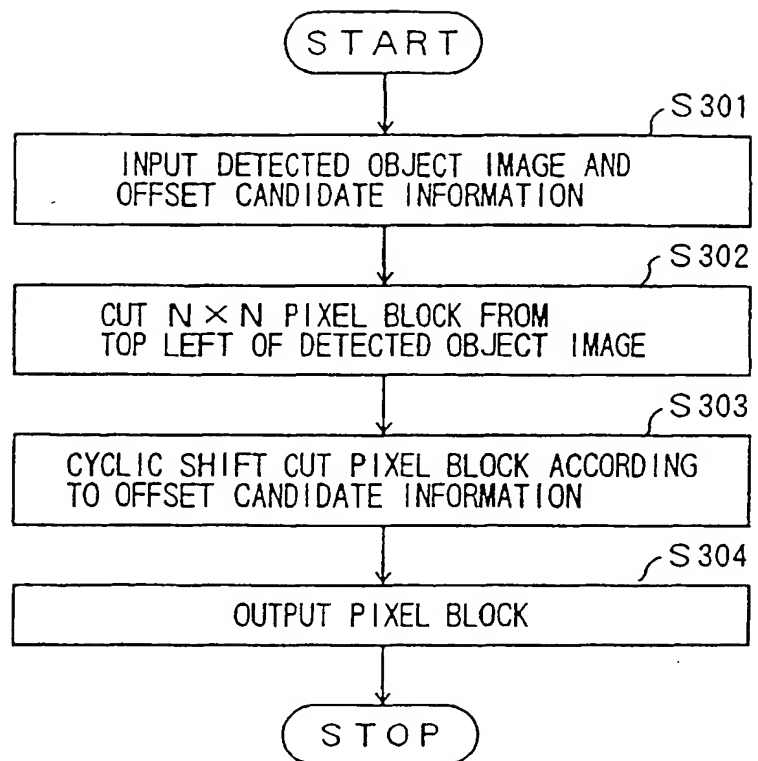 START
S301
INPUT DETECTED OBJECT IMAGE AND
OFFSET CANDIDATE INFORMATION
S302
CUT N × N PIXEL BLOCK FROM
TOP LEFT OF DETECTED OBJECT IMAGE
S303
CYCLIC SHIFT CUT PIXEL BLOCK ACCORDING
TO OFFSET CANDIDATE INFORMATION
S304
OUTPUT PIXEL BLOCK
STOP